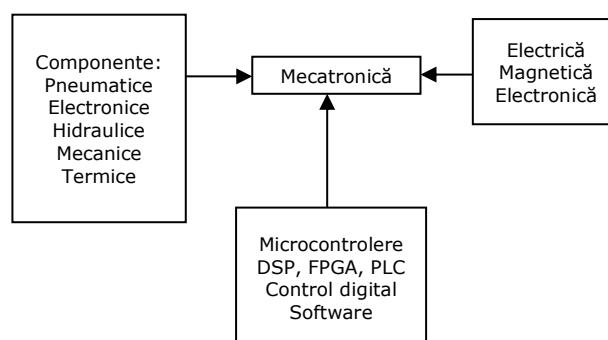 Componente:
Pneumatice
Electronice
Hidraulice
Mecanice
Termice
Mecatronică
Electrică
Magnetică
Electronică
Microcontrolere
DSP, FPGA, PLC
Control digital
Software